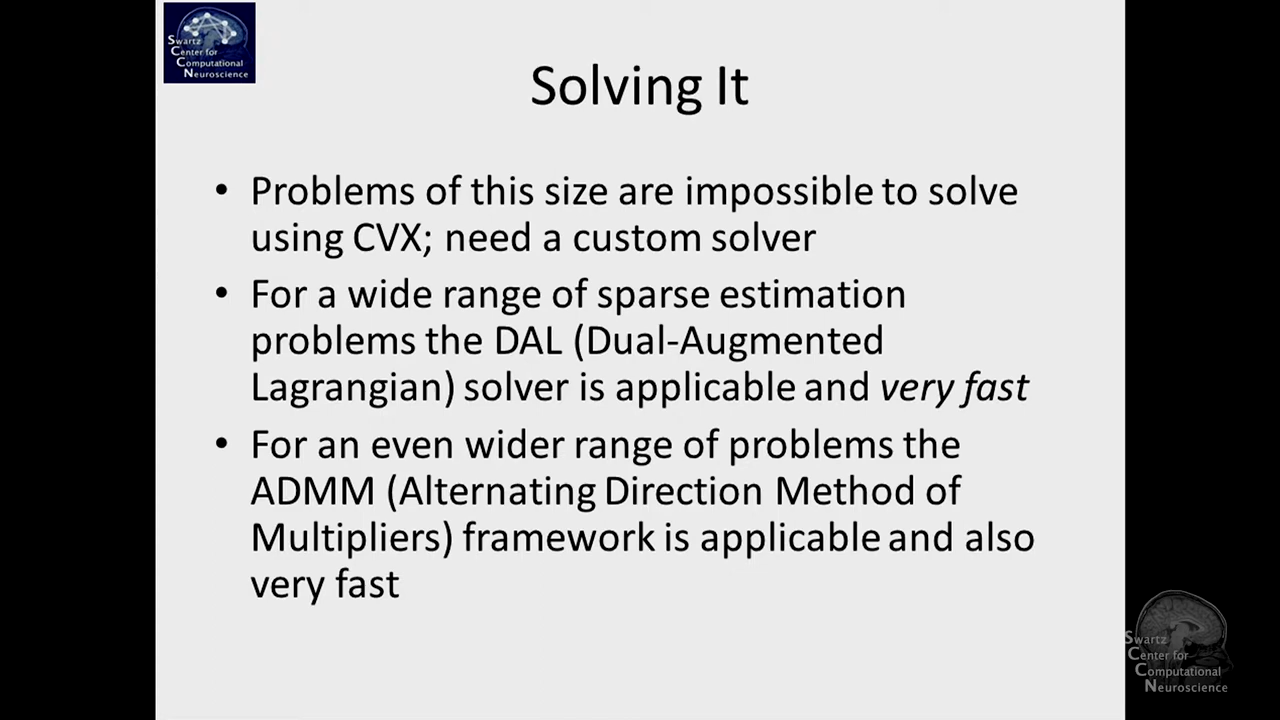 Swartz
Center for
Computational
Neuroscience
Solving It
• Problems of this size are impossible to solve
using CVX; need a custom solver
• For a wide range of sparse estimation
problems the DAL (Dual-Augmented
Lagrangian) solver is applicable and very fast
• For an even wider range of problems the
ADMM (Alternating Direction Method of
Multipliers) framework is applicable and also
very fast
Swartz
Center for
Computational
Neuroscience